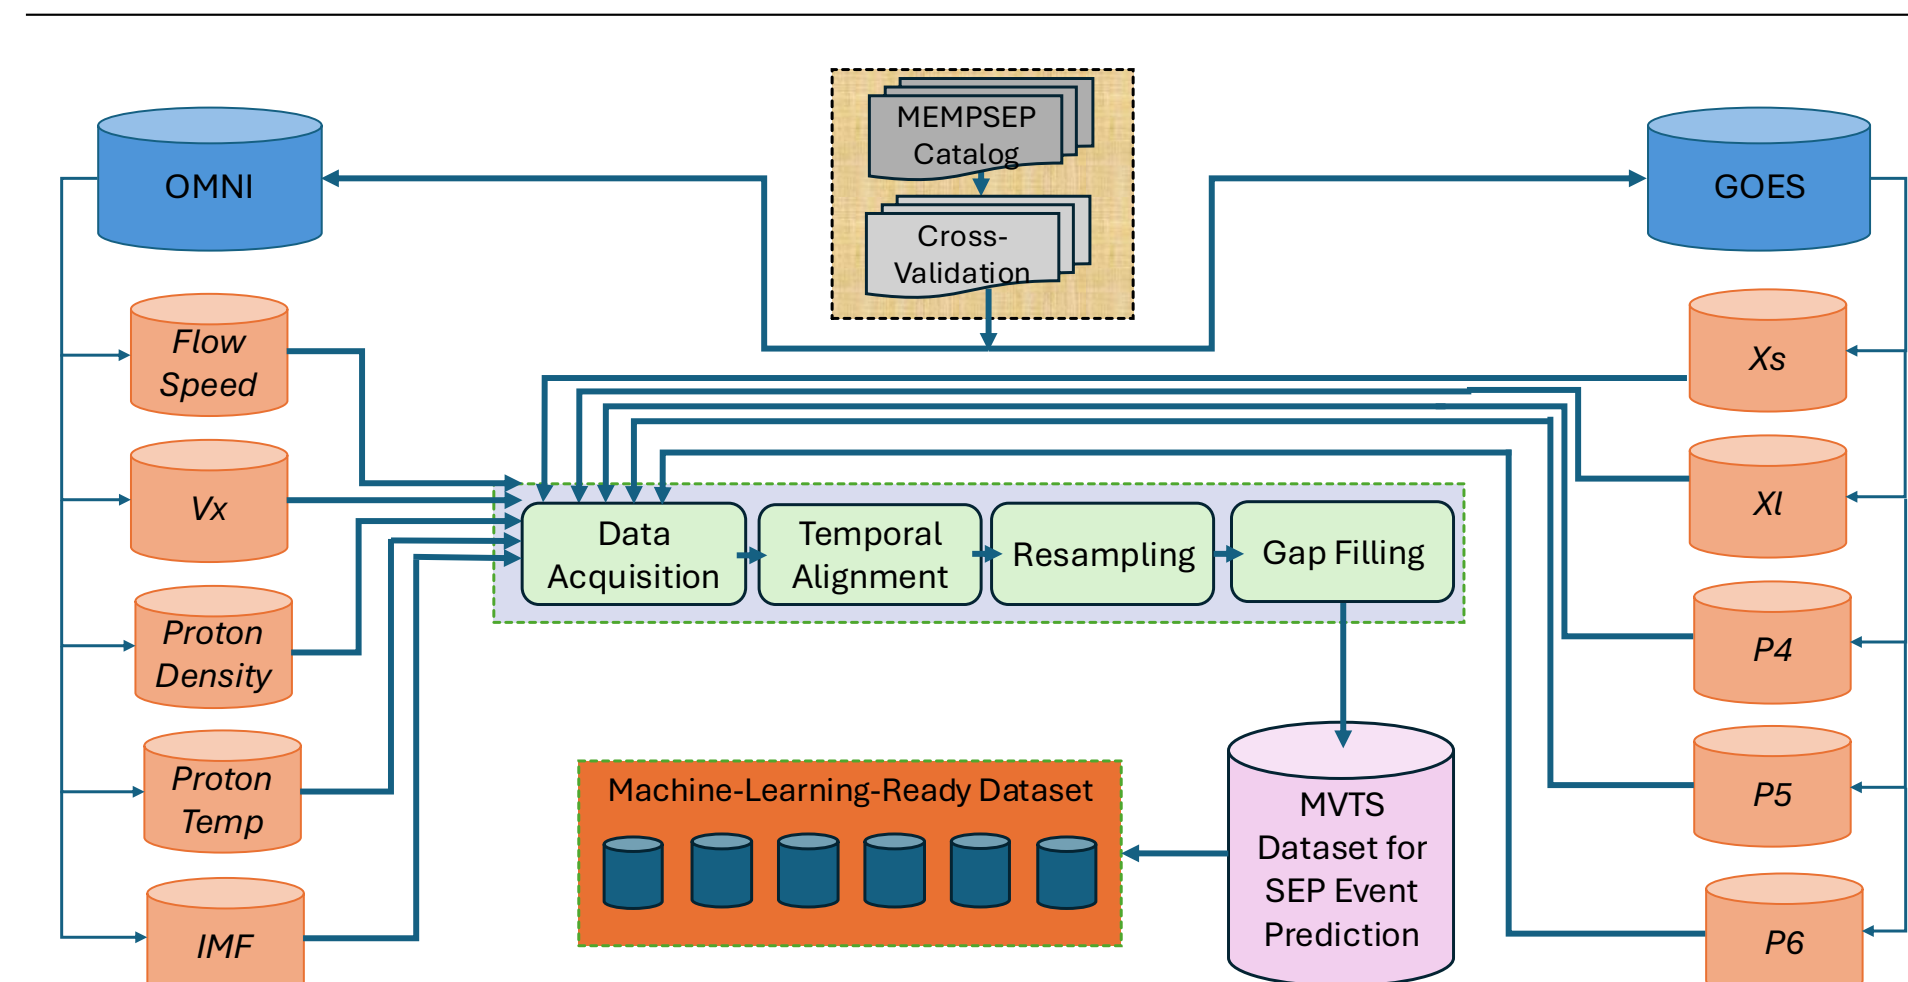 MEMPSEP
Catalog
OMNI
GOES
Cross-
Validation
Flow
Speed
Xs
Vx
Xl
Data
Acquisition
Temporal
Alignment
Resampling
Gap Filling
Proton
Density
P4
Proton
Temp
Machine-Learning-Ready Dataset
MVTS
Dataset for
SEP Event
Prediction
P5
IMF
P6